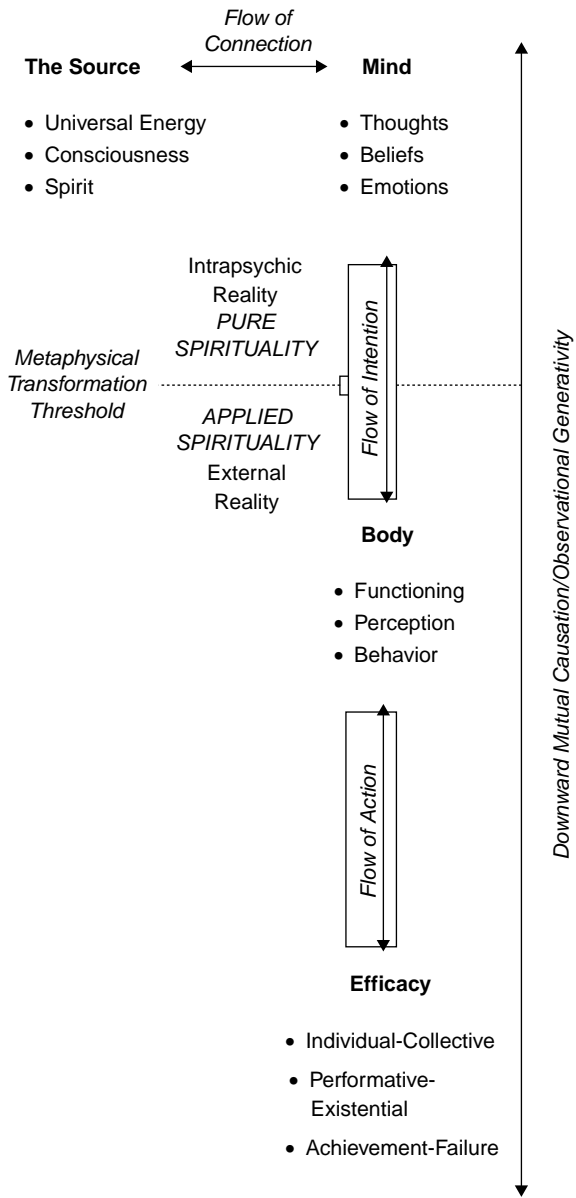 Flow of
Connection
The Source
Mind
• Universal Energy
• Consciousness
• Spirit
• Thoughts
• Beliefs
• Emotions
Intrapsychic
Reality
PURE
SPIRITUALITY
Metaphysical
Transformation
Threshold
APPLIED
SPIRITUALITY
External
Reality
Flow of Intention
Body
• Functioning
• Perception
• Behavior
Flow of Action
Efficacy
• Individual-Collective
• Performative-
Existential
• Achievement-Failure
Downward Mutual Causation/Observational Generativity